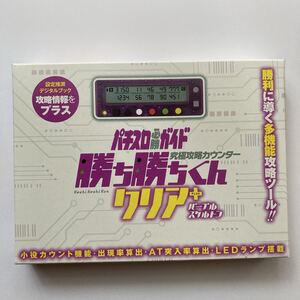 設定推測
デジタルブック
攻略情報を
プラス
勝利に導く多機能攻略ツール!!
パチスロ必勝ガイド
究極攻略カウンター
勝ち勝ちくん
Kachi Kachi Kun
クリア+
パープル
スケルトン
小役カウント機能・出現率算出・AT突入率算出・LEDランプ搭載